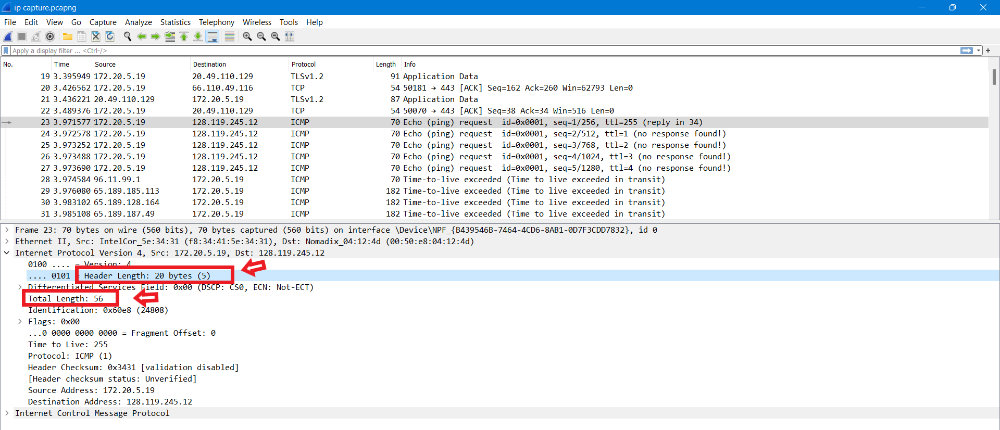 ip capture.pcapng
File Edit View Go Capture Analyze Statistics Telephony Wireless Tools Help
Apply a display filter ... <Ctrl-/>
No. Time Source Destination Protocol Length Info
19 3.395949 172.20.5.19 20.49.110.129 TLSv1.2 91 Application Data
20 3.426562 172.20.5.19 66.110.49.116 TCP 54 50181 → 443 [ACK] Seq=162 Ack=260 Win=62793 Len=0
21 3.436221 20.49.110.129 172.20.5.19 TLSv1.2 87 Application Data
22 3.489376 172.20.5.19 20.49.110.129 TCP 54 50070 → 443 [ACK] Seq=38 Ack=34 Win=516 Len=0
23 3.971577 172.20.5.19 128.119.245.12 ICMP 70 Echo (ping) request id=0x0001, seq=1/256, ttl=255 (reply in 34)
24 3.972578 172.20.5.19 128.119.245.12 ICMP 70 Echo (ping) request id=0x0001, seq=2/512, ttl=1 (no response found!)
25 3.973252 172.20.5.19 128.119.245.12 ICMP 70 Echo (ping) request id=0x0001, seq=3/768, ttl=2 (no response found!)
26 3.973488 172.20.5.19 128.119.245.12 ICMP 70 Echo (ping) request id=0x0001, seq=4/1024, ttl=3 (no response found!)
27 3.973690 172.20.5.19 128.119.245.12 ICMP 70 Echo (ping) request id=0x0001, seq=5/1280, ttl=4 (no response found!)
28 3.974584 96.11.99.1 172.20.5.19 ICMP 70 Time-to-live exceeded (Time to live exceeded in transit)
29 3.976080 65.189.185.113 172.20.5.19 ICMP 182 Time-to-live exceeded (Time to live exceeded in transit)
30 3.983102 65.189.128.164 172.20.5.19 ICMP 182 Time-to-live exceeded (Time to live exceeded in transit)
31 3.985108 65.189.187.49 172.20.5.19 ICMP 182 Time-to-live exceeded (Time to live exceeded in transit)
Frame 23: 70 bytes on wire (560 bits), 70 bytes captured (560 bits) on interface \Device\NPF_{B439546B-7464-4CD6-8AB1-0D7F3CDD7832}, id 0
Ethernet II, Src: IntelCor_5e:34:31 (f8:34:41:5e:34:31), Dst: Nomadix_04:12:4d (00:50:e8:04:12:4d)
Internet Protocol Version 4, Src: 172.20.5.19, Dst: 128.119.245.12
0100 .... = Version: 4
.... 0101 = Header Length: 20 bytes (5)
Differentiated Services Field: 0x00 (DSCP: CS0, ECN: Not-ECT)
Total Length: 56
Identification: 0x60e8 (24808)
Flags: 0x00
...0 0000 0000 0000 = Fragment Offset: 0
Time to Live: 255
Protocol: ICMP (1)
Header Checksum: 0x3431 [validation disabled]
[Header checksum status: Unverified]
Source Address: 172.20.5.19
Destination Address: 128.119.245.12
Internet Control Message Protocol